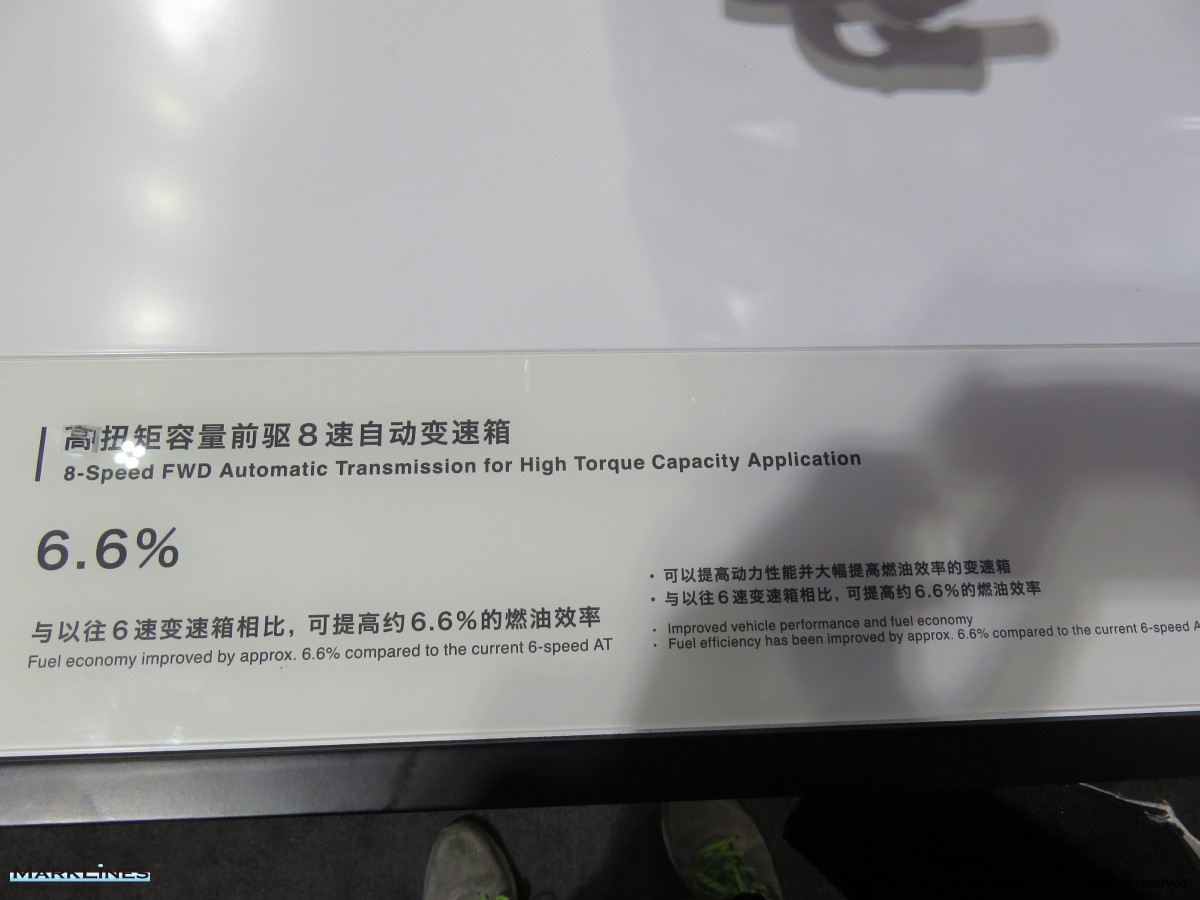 高扭矩容量前驱8速自动变速箱
8-Speed FWD Automatic Transmission for High Torque Capacity Application
6.6%
与以往6速变速箱相比，可提高约6.6%的燃油效率
Fuel economy improved by approx. 6.6% compared to the current 6-speed AT
・可以提高动力性能并大幅提高燃油效率的变速箱
・与以往6速变速箱相比，可提高约6.6%的燃油效率
・Improved vehicle performance and fuel economy
・Fuel efficiency has been improved by approx. 6.6% compared to the current 6-speed A
MARKLINES
reserved